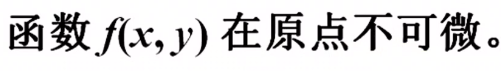 函数 f(x, y) 在原点不可微。